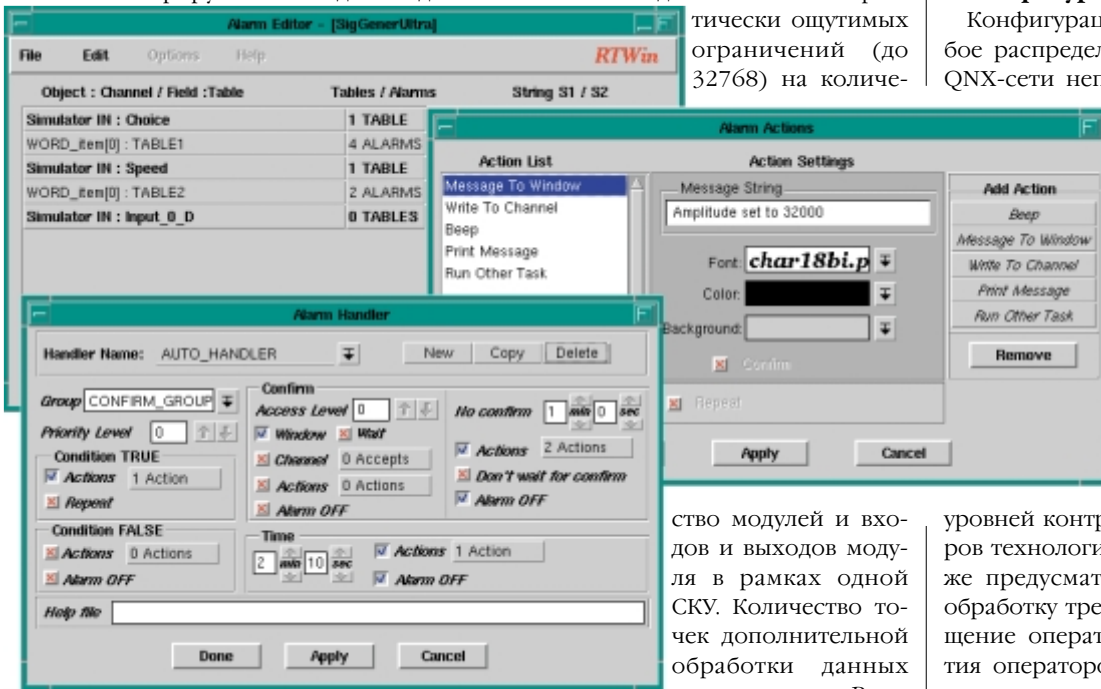 Alarm Editor - [SigGenerUltra]
File Edit Options Help RTWin
Object : Channel / Field :Table Tables / Alarms String S1 / S2
Simulator IN : Choice 1 TABLE
WORD_item[0] : TABLE1 4 ALARMS
Simulator IN : Speed 1 TABLE
WORD_item[0] : TABLE2 2 ALARMS
Simulator IN : Input_0_D 0 TABLES
тически ощутимых
ограничений (до
32768) на количе-
Конфигурац
бое распредел
QNX-сети неп
Alarm Actions
Action List
Message To Window
Write To Channel
Beep
Print Message
Run Other Task
Action Settings
Message String
Amplitude set to 32000
Font: char18bi.p
Color:
Background:
Confirm
Repeat
Apply Cancel
Add Action
Beep
Message To Window
Write To Channel
Print Message
Run Other Task
Remove
Alarm Handler
Handler Name: AUTO_HANDLER New Copy Delete
Group CONFIRM_GROUP
Priority Level 0
Condition TRUE
Actions 1 Action
Repeat
Condition FALSE
Actions 0 Actions
Alarm OFF
Confirm
Access Level 0
Window Wait
Channel 0 Accepts
Actions 0 Actions
Alarm OFF
No confirm 1 min 0 sec
Actions 2 Actions
Don't wait for confirm
Alarm OFF
Time
2 min 10 sec Actions 1 Action
Alarm OFF
Help file
Done Apply Cancel
ство модулей и вхо-
дов и выходов моду-
ля в рамках одной
СКУ. Количество то-
чек дополнительной
обработки данных
уровней контр
ров технологи
же предусмат
обработку тре
щение операт
тия операторо